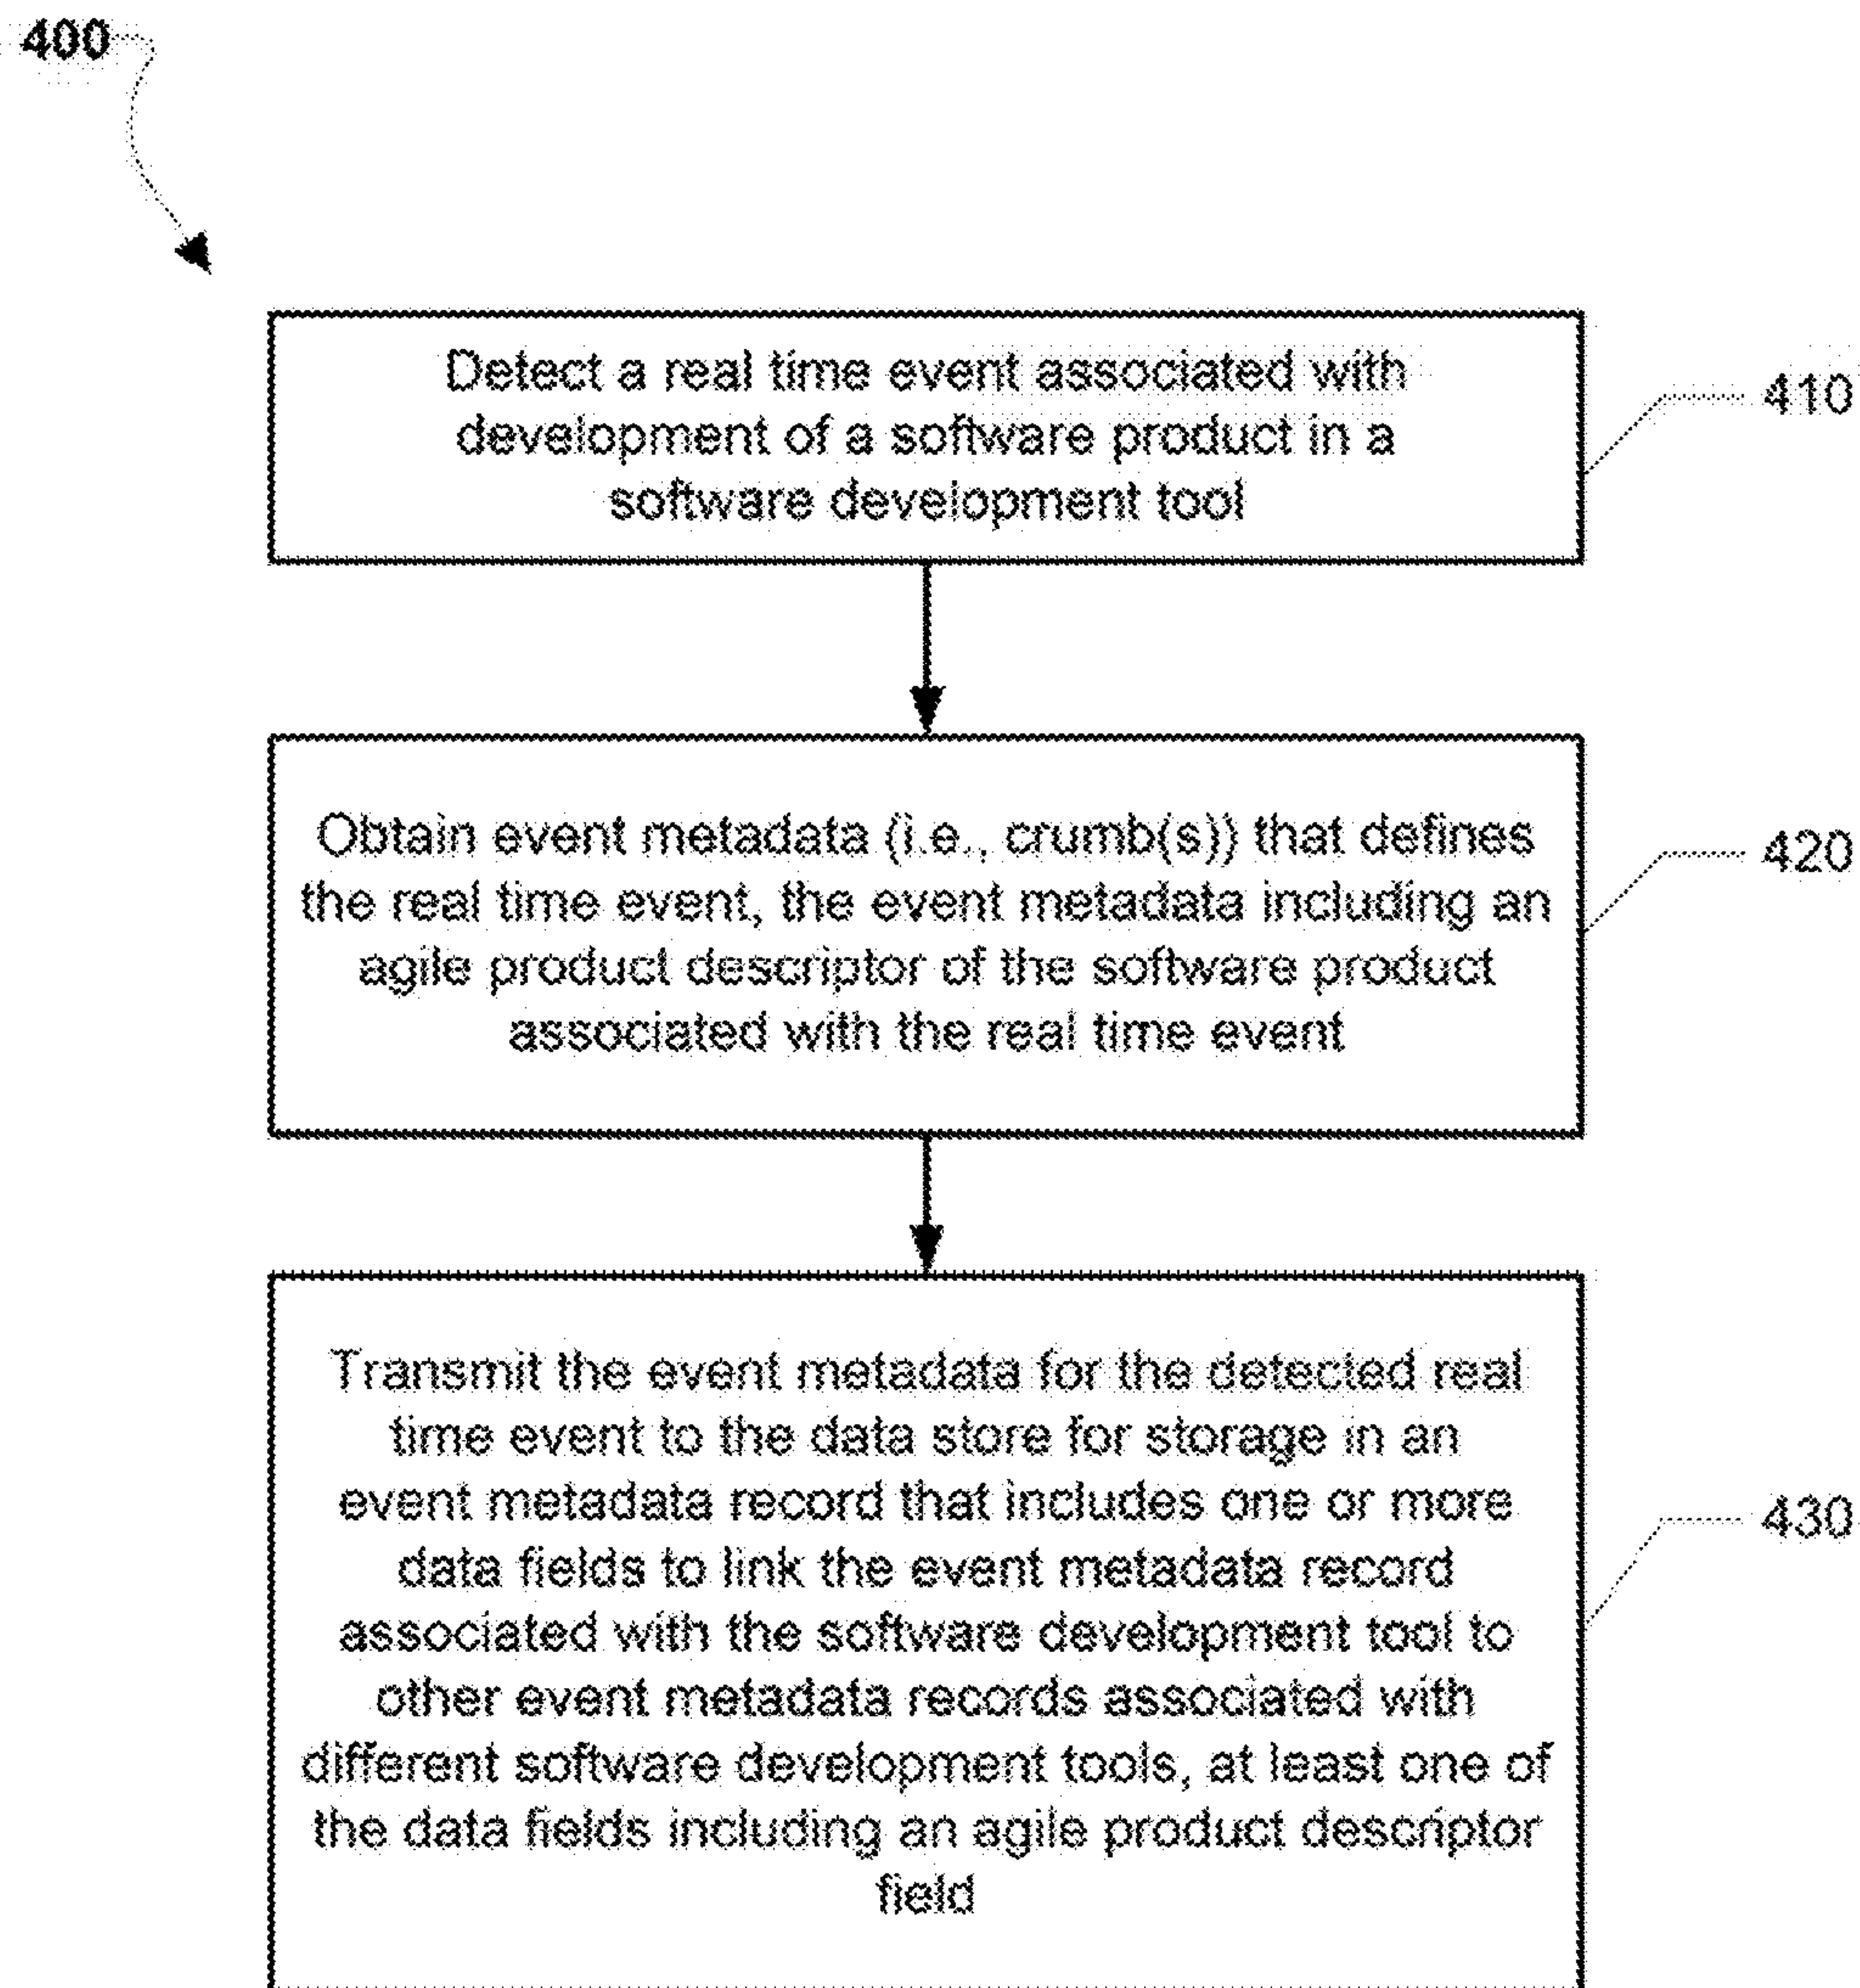 400
Detect a real time event associated with
development of a software product in a
software development tool
410
Obtain event metadata (i.e., crumb(s)) that defines
the real time event, the event metadata including an
agile product descriptor of the software product
associated with the real time event
420
Transmit the event metadata for the detected real
time event to the data store for storage in an
event metadata record that includes one or more
data fields to link the event metadata record
associated with the software development tool to
other event metadata records associated with
different software development tools, at least one of
the data fields including an agile product descriptor
field
430